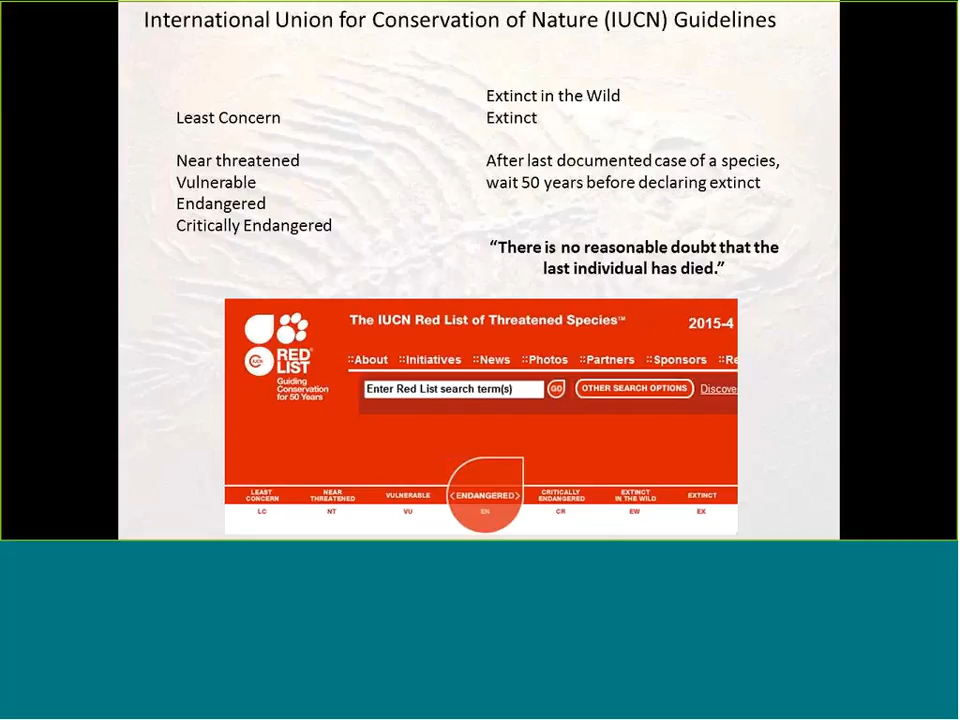 International Union for Conservation of Nature (IUCN) Guidelines
Least Concern
Near threatened
Vulnerable
Endangered
Critically Endangered
Extinct in the Wild
Extinct
After last documented case of a species,
wait 50 years before declaring extinct
“There is no reasonable doubt that the
last individual has died.”
The IUCN Red List of Threatened Species™
2015-4
IUCN
RED
LIST®
Guiding
Conservation
for 50 Years
::About ::Initiatives ::News ::Photos ::Partners ::Sponsors ::Re
Enter Red List search term(s) GO OTHER SEARCH OPTIONS Discove
LEAST
CONCERN
NEAR
THREATENED
VULNERABLE
<ENDANGERED>
CRITICALLY
ENDANGERED
EXTINCT
IN THE WILD
EXTINCT
LC NT VU EN CR EW EX